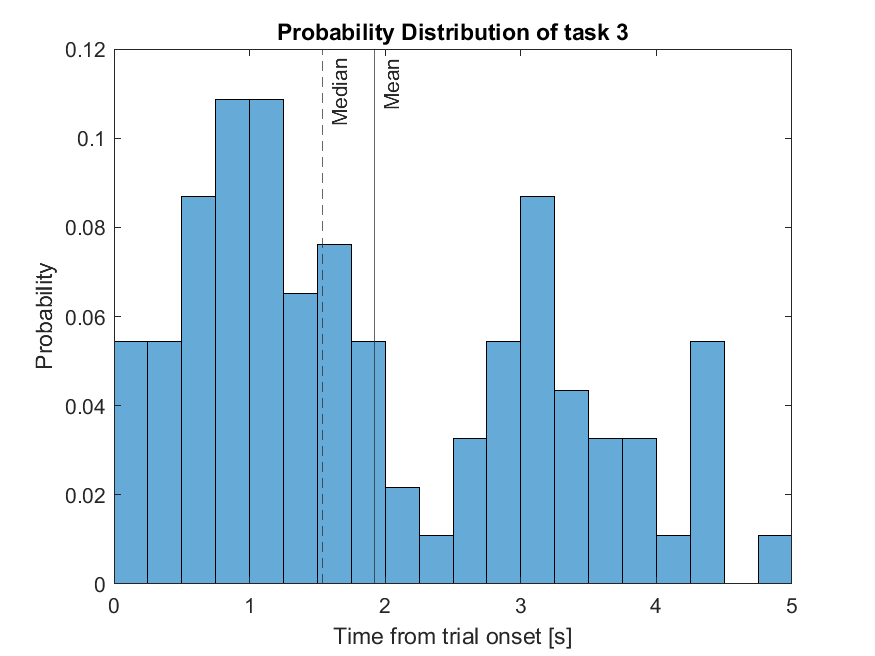 Probability Distribution of task 3
0.12
0.1
0.08
0.06
0.04
0.02
0
Probability
Median
Mean
0 1 2 3 4 5
Time from trial onset [s]